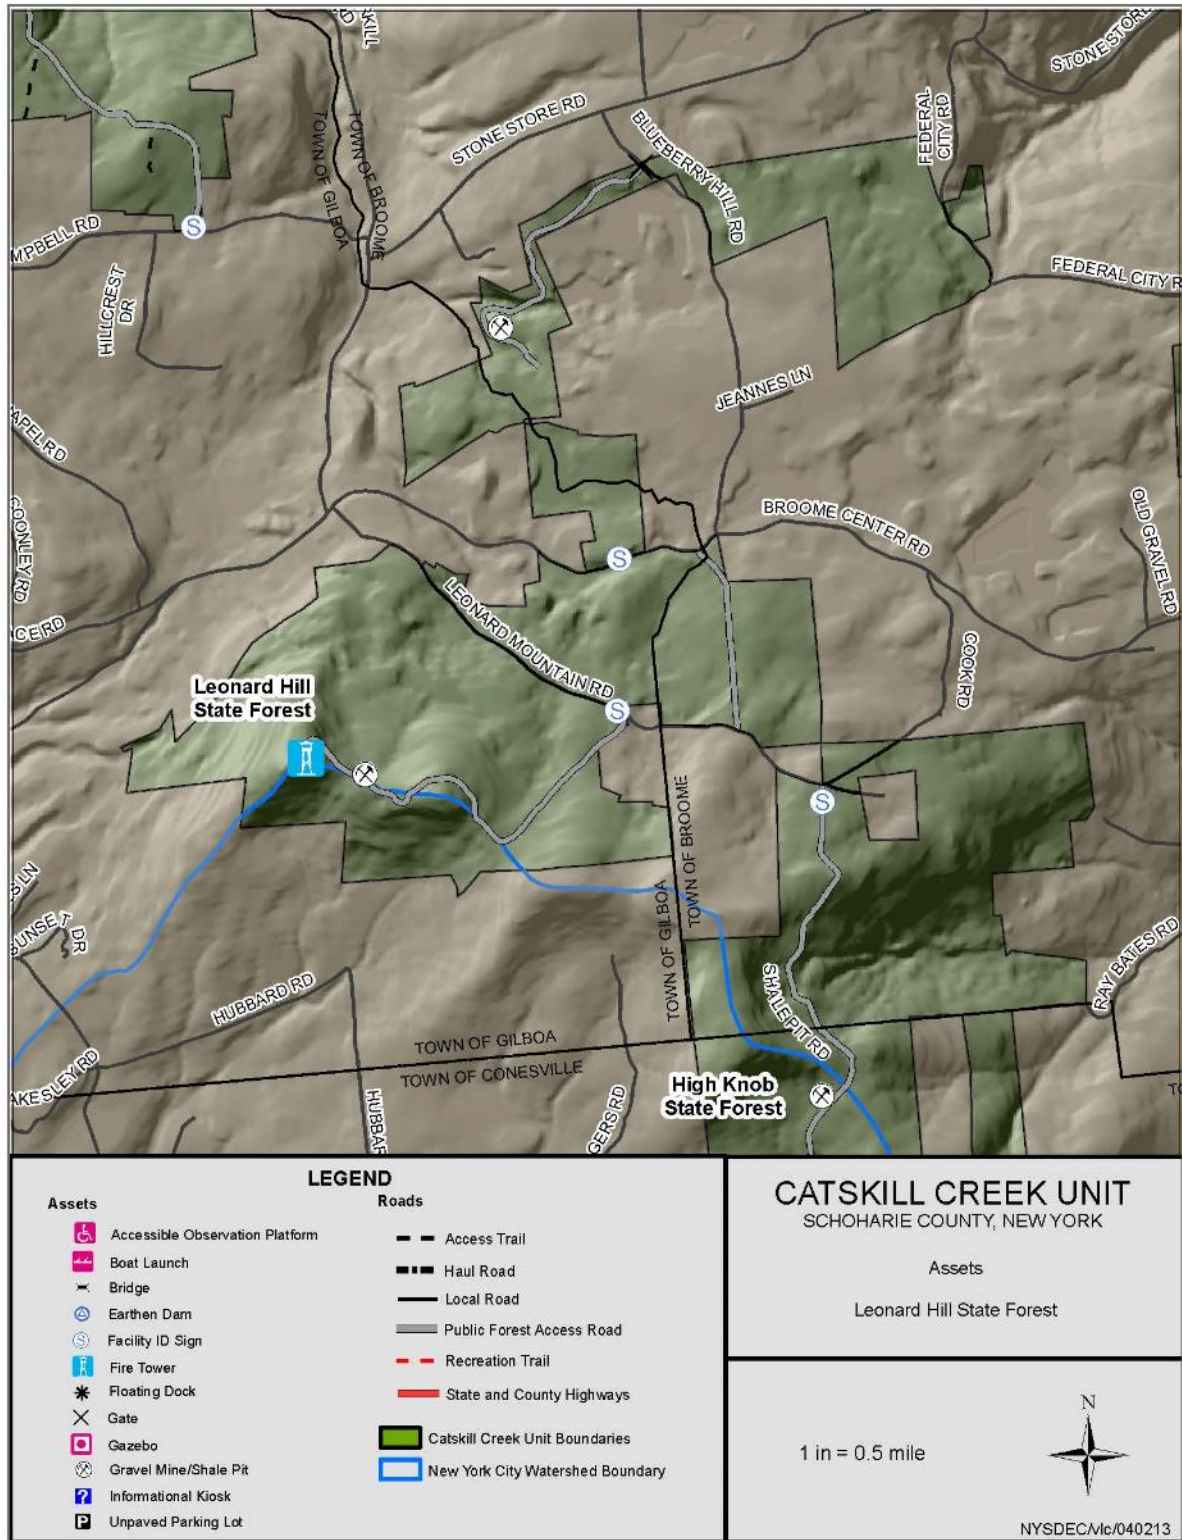 STONE STORE
STONE STORE RD
FEDERAL
CITY RD
BLUEBERRY HILL RD
TOWN OF BROOME
TOWN OF GILBOA
FEDERAL CITY R
HILLCREST
DR
JEANNES LN
BROOME CENTER RD
OLD GRAVEL RD
COONLEY RD
LEONARD MOUNTAIN RD
COOK RD
Leonard Hill
State Forest
TOWN OF BROOME
TOWN OF GILBOA
SUNSET
DR
HUBBARD RD
SHALE PIT RD
RAY BATES RD
TOWN OF GILBOA
TOWN OF CONESVILLE
High Knob
State Forest
HUBBAR
GERS RD
AKESLEY RD
LEGEND
Assets
Accessible Observation Platform
Boat Launch
Bridge
Earthen Dam
Facility ID Sign
Fire Tower
Floating Dock
Gate
Gazebo
Gravel Mine/Shale Pit
Informational Kiosk
Unpaved Parking Lot
Roads
Access Trail
Haul Road
Local Road
Public Forest Access Road
Recreation Trail
State and County Highways
Catskill Creek Unit Boundaries
New York City Watershed Boundary
CATSKILL CREEK UNIT
SCHOHARIE COUNTY, NEW YORK
Assets
Leonard Hill State Forest
1 in = 0.5 mile
N
NYSDEC/vlc/040213